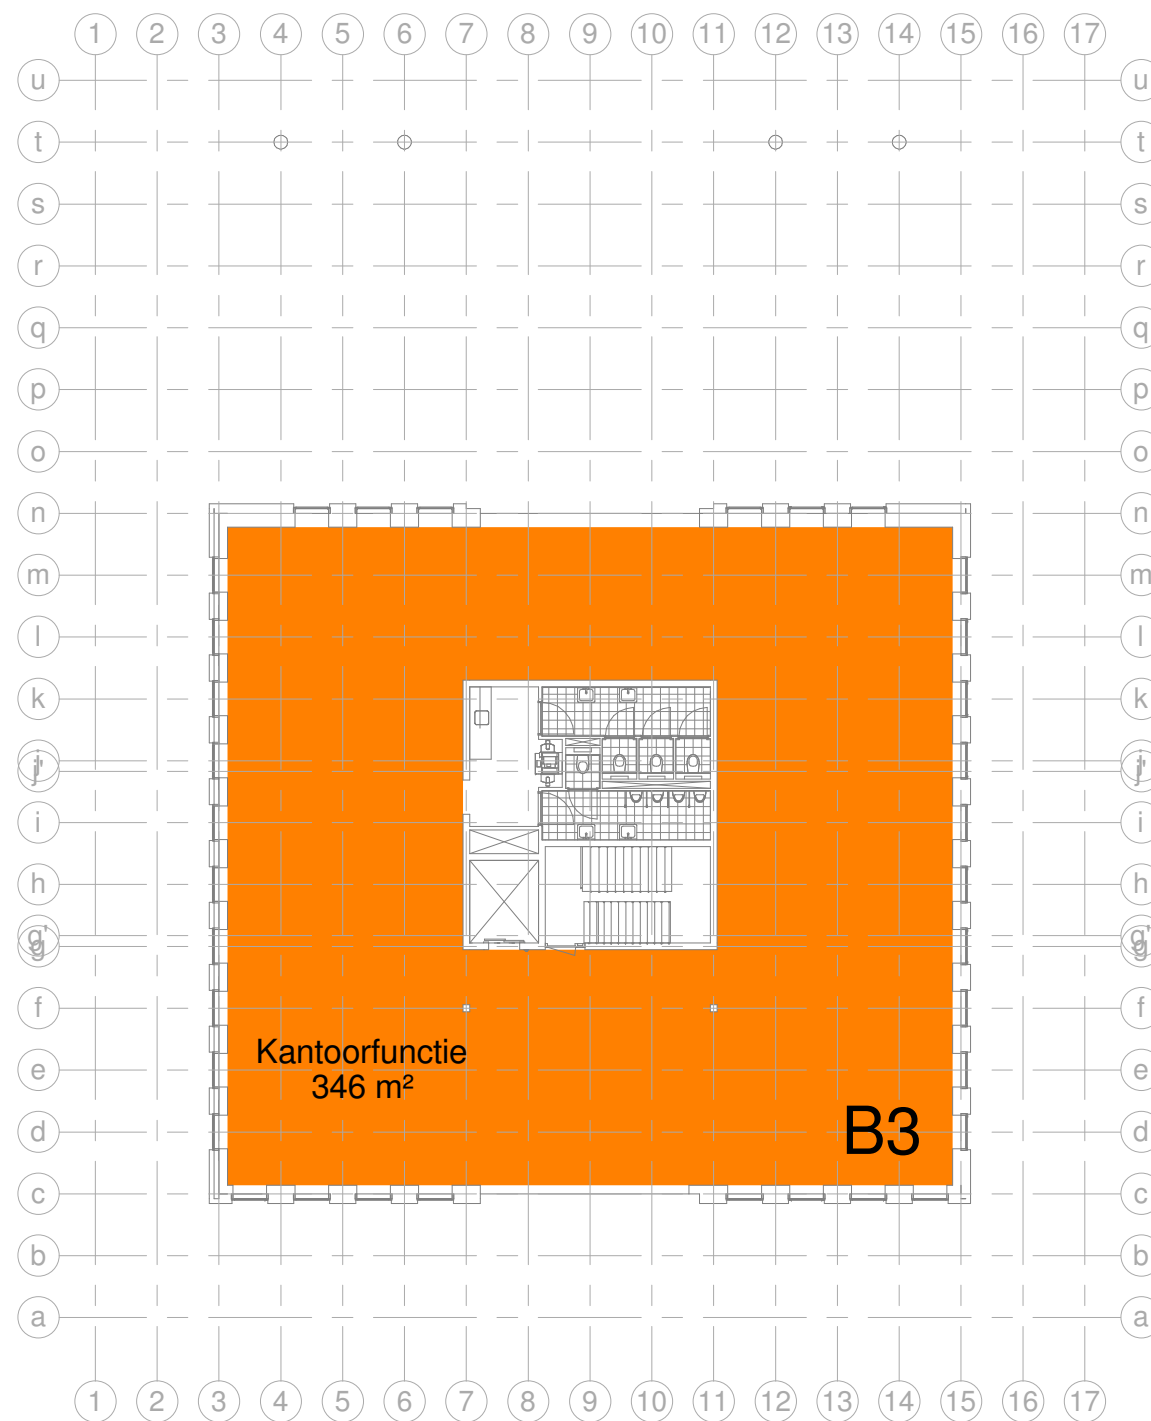 1 2 3 4 5 6 7 8 9 10 11 12 13 14 15 16 17
u u
t t
s s
r r
q q
p p
o o
n n
m m
l l
k k
j j
j' j'
i i
h h
g' g'
g g
f f
Kantoorfunctie
e e
346 m²
B3
d d
c c
b b
a a
1 2 3 4 5 6 7 8 9 10 11 12 13 14 15 16 17